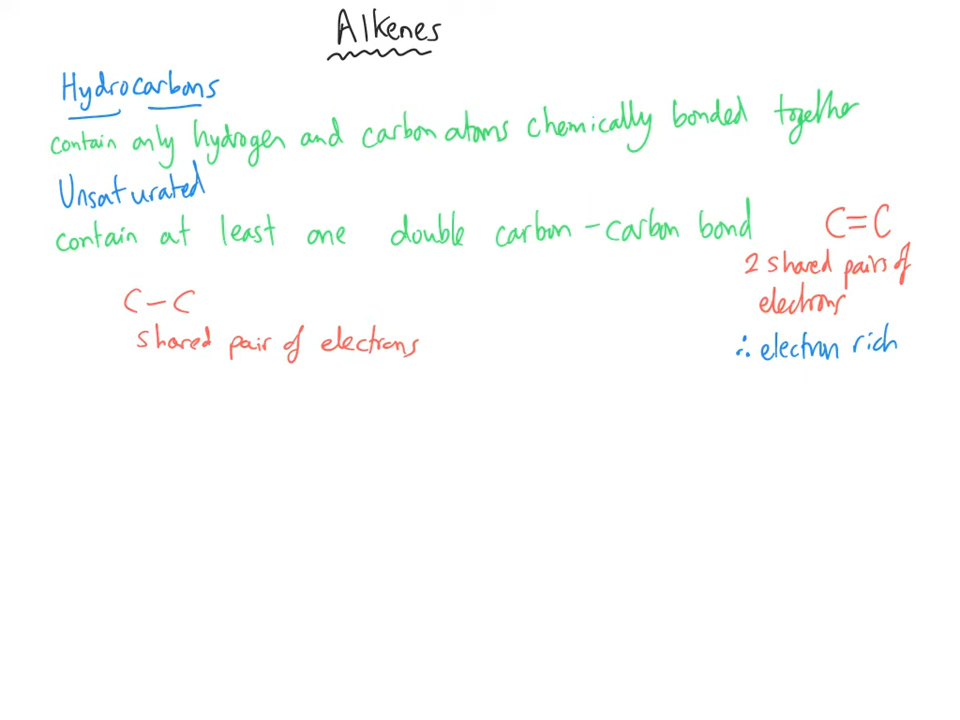 Alkenes
Hydrocarbons
contain only hydrogen and carbon atoms chemically bonded together
Unsaturated
contain at least one double carbon-carbon bond
C=C
2 shared pairs of
electrons
∴ electron rich
C-C
shared pair of electrons